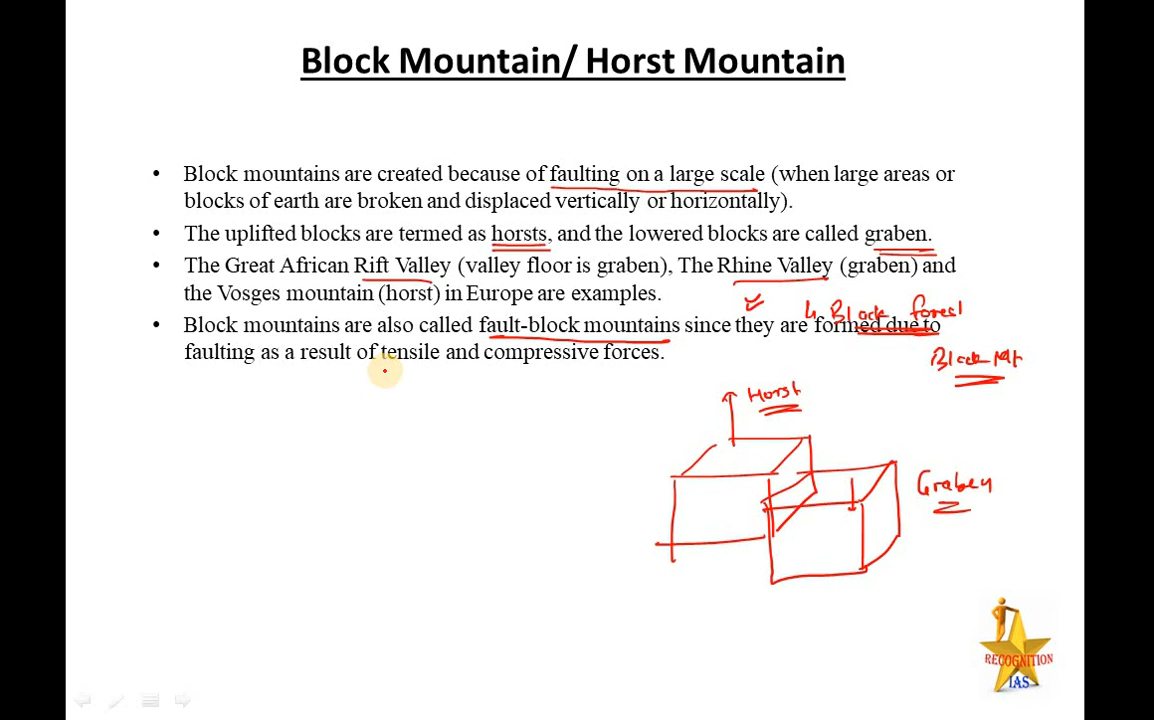 Block Mountain/ Horst Mountain
• Block mountains are created because of faulting on a large scale (when large areas or
blocks of earth are broken and displaced vertically or horizontally).
• The uplifted blocks are termed as horsts, and the lowered blocks are called graben.
• The Great African Rift Valley (valley floor is graben), The Rhine Valley (graben) and
the Vosges mountain (horst) in Europe are examples.
Block forest
• Block mountains are also called fault-block mountains since they are formed due to
faulting as a result of tensile and compressive forces.
Block Mt
Horst
Graben
RECOGNITION
IAS